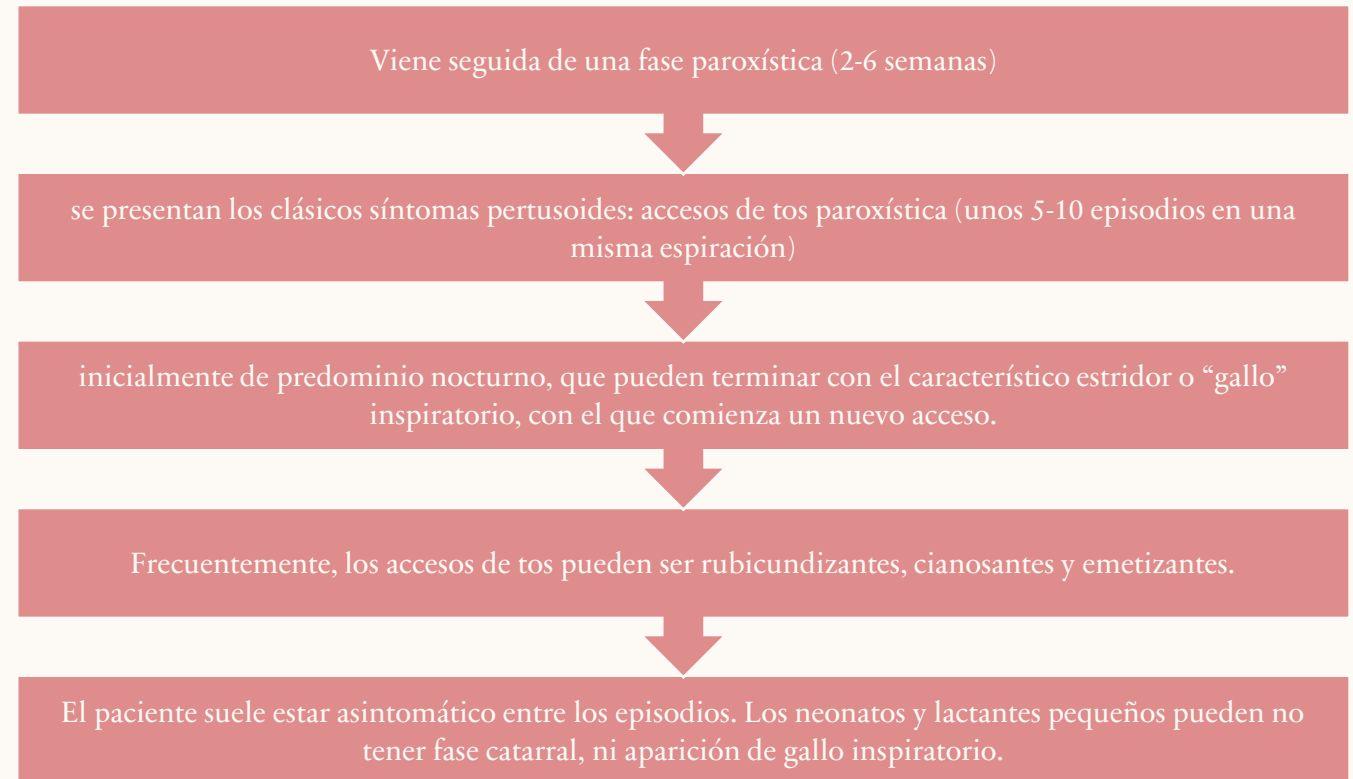 Viene seguida de una fase paroxística (2-6 semanas)
se presentan los clásicos síntomas pertusoides: accesos de tos paroxística (unos 5-10 episodios en una
misma espiración)
inicialmente de predominio nocturno, que pueden terminar con el característico estridor o “gallo”
inspiratorio, con el que comienza un nuevo acceso.
Frecuentemente, los accesos de tos pueden ser rubicundizantes, cianosantes y emetizantes.
El paciente suele estar asintomático entre los episodios. Los neonatos y lactantes pequeños pueden no
tener fase catarral, ni aparición de gallo inspiratorio.